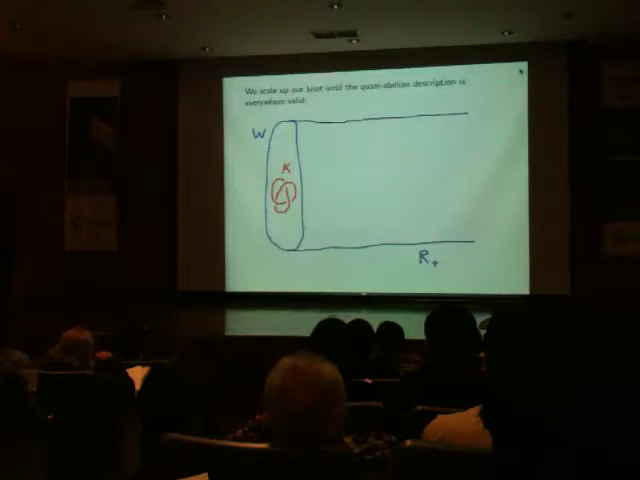 We scale up our knot until the quasi-abelian description is
everywhere valid:
W
K
R+